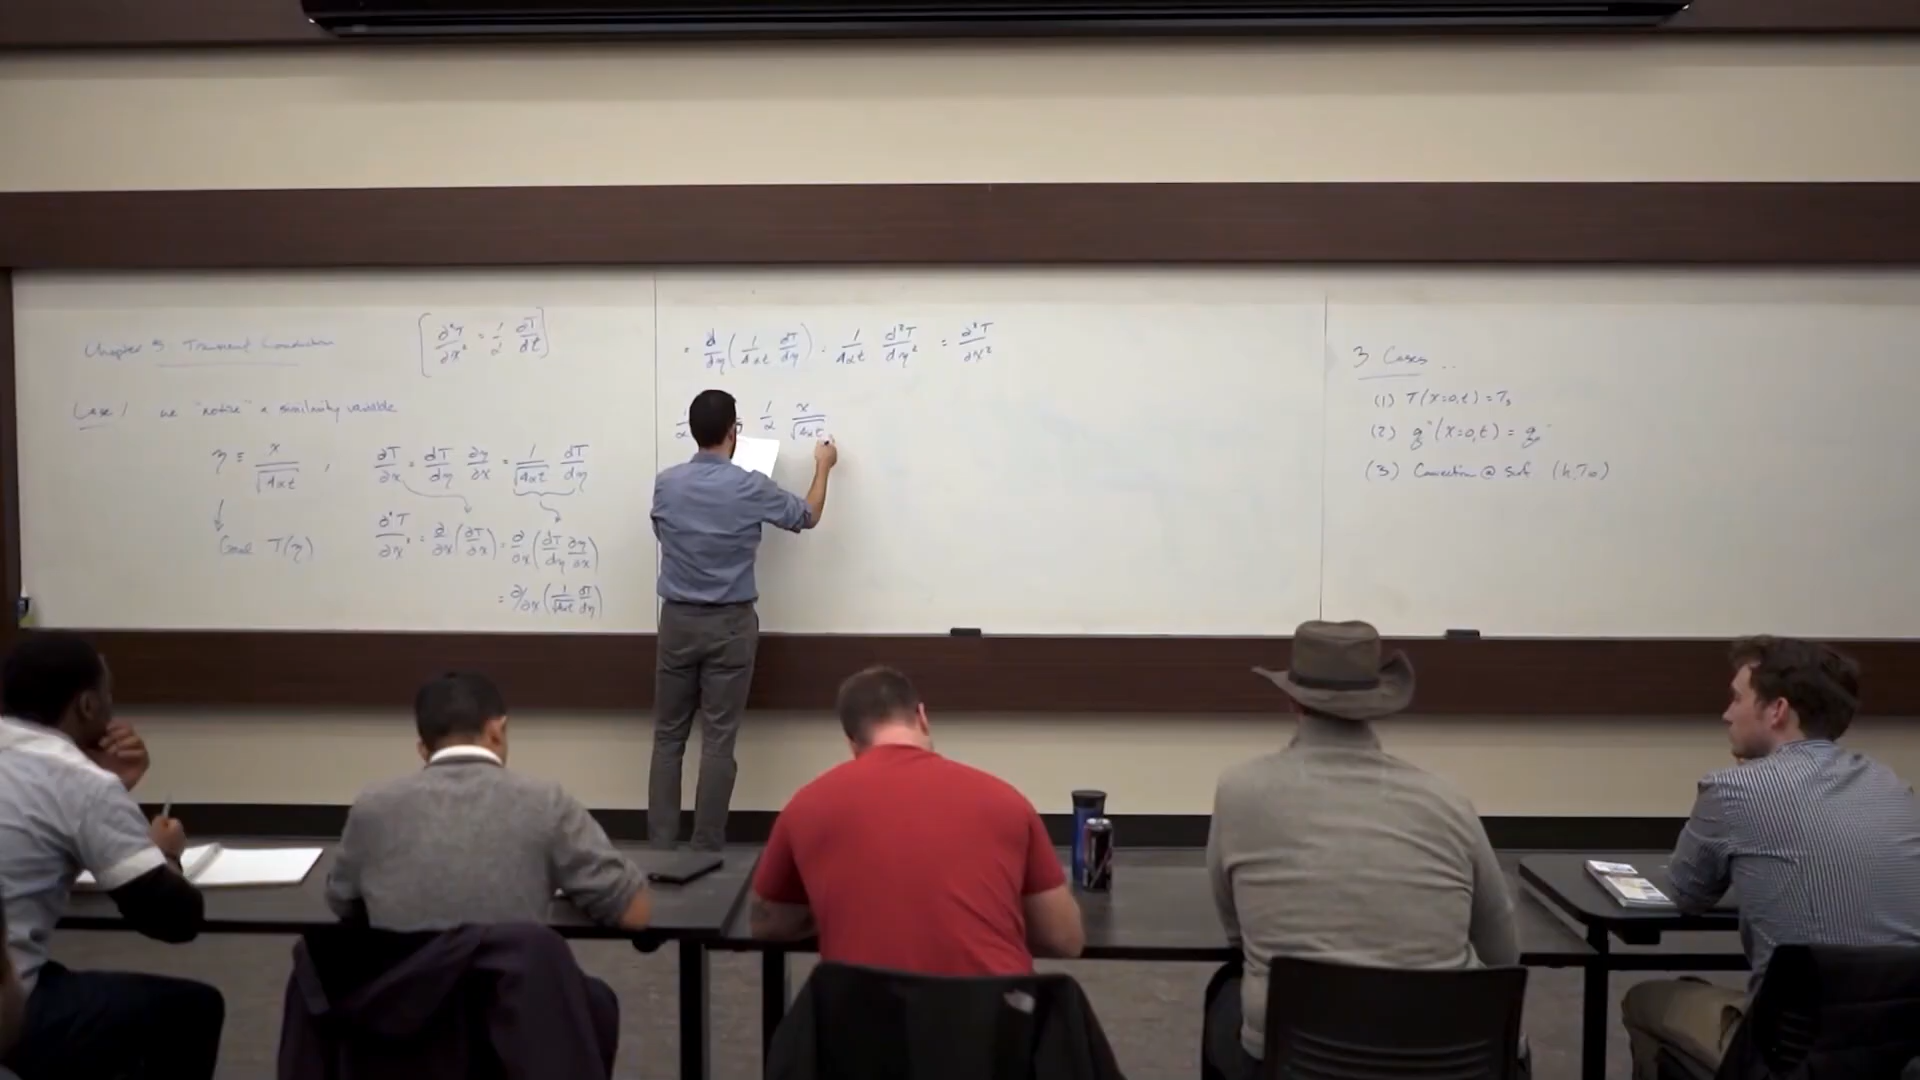 Chapter 5 Transient Conduction
[ ∂²T/∂x² = 1/α ∂T/∂t ]
Case 1 we "notice" a similarity variable
η ≡ x/√4αt , ∂T/∂x = dT/dη ∂η/∂x = 1/√4αt dT/dη
∂²T/∂x² = ∂/∂x (∂T/∂x) = ∂/∂x (dT/dη ∂η/∂x)
Goal T(η)
= ∂/∂x (1/√4αt dT/dη)
= d/dη (1/4αt dT/dη) = 1/4αt d²T/dη² = ∂²T/∂x²
1/α x/√4αt
3 Cases
(1) T(x=0,t) = Ts
(2) q"(x=0,t) = q"
(3) Convection @ surf (h,T∞)